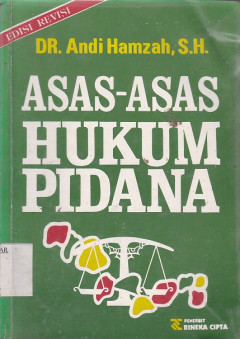 EDISI REVISI
DR. Andi Hamzah, S.H.
ASAS-ASAS
HUKUM
PIDANA
PENERBIT
RINEKA CIPTA